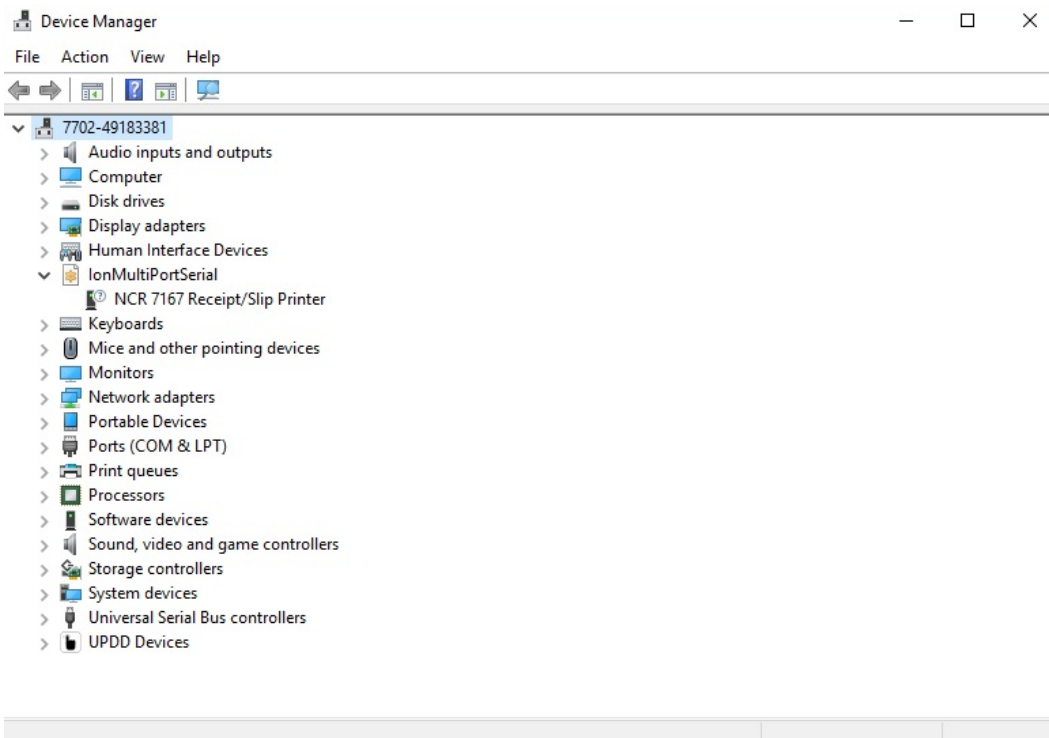 Device Manager
File Action View Help
7702-49183381
Audio inputs and outputs
Computer
Disk drives
Display adapters
Human Interface Devices
IonMultiPortSerial
NCR 7167 Receipt/Slip Printer
Keyboards
Mice and other pointing devices
Monitors
Network adapters
Portable Devices
Ports (COM & LPT)
Print queues
Processors
Software devices
Sound, video and game controllers
Storage controllers
System devices
Universal Serial Bus controllers
UPDD Devices